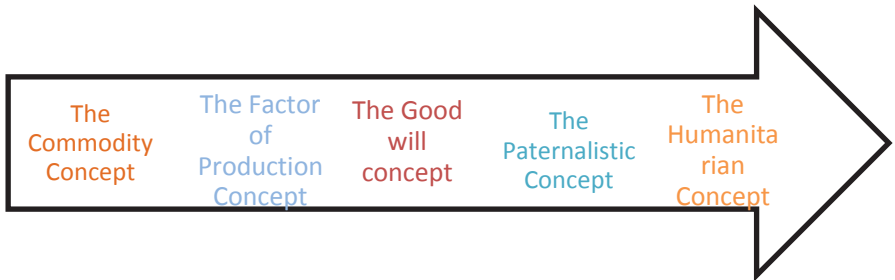 The
Commodity
Concept
The Factor
of
Production
Concept
The Good
will
concept
The
Paternalistic
Concept
The
Humanita
rian
Concept